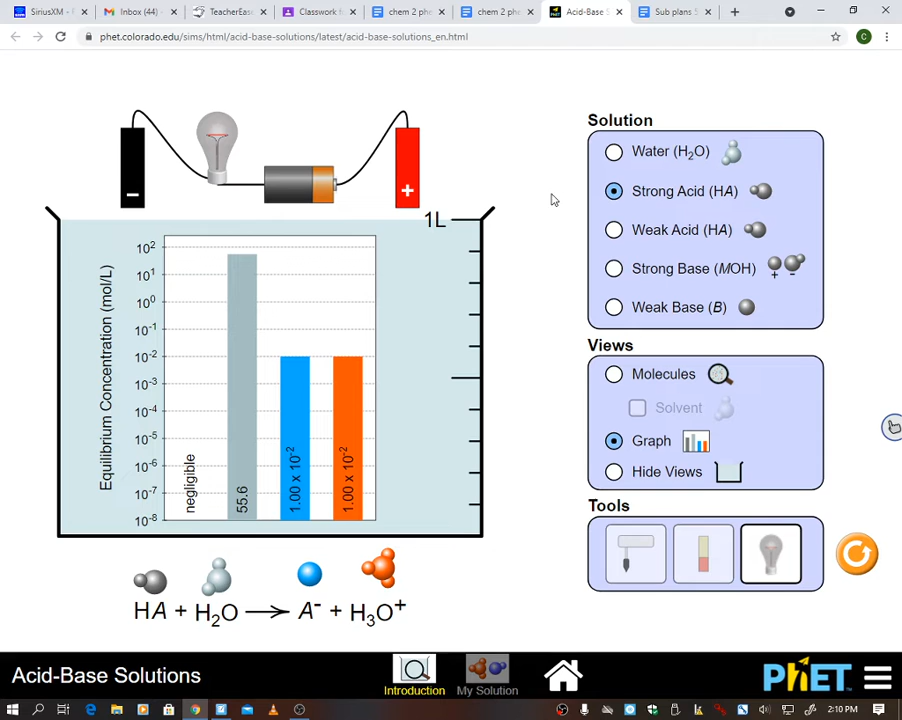 SiriusXM -
Inbox (44) -
TeacherEas
Classwork f
chem 2 phe
chem 2 phe
Acid-Base S
Sub plans 5
phet.colorado.edu/sims/html/acid-base-solutions/latest/acid-base-solutions_en.html
C
Solution
Water (H₂O)
Strong Acid (HA)
Weak Acid (HA)
Strong Base (MOH)
+ -
Weak Base (B)
Views
Molecules
Solvent
Graph
Hide Views
Tools
−
+
1L
Equilibrium Concentration (mol/L)
10²
10¹
10⁰
10⁻¹
10⁻²
10⁻³
10⁻⁴
10⁻⁵
10⁻⁶
10⁻⁷
10⁻⁸
negligible
55.6
1.00 x 10⁻²
1.00 x 10⁻²
HA + H₂O ⟶ A⁻ + H₃O⁺
Acid-Base Solutions
Introduction
My Solution
PhET
2:10 PM